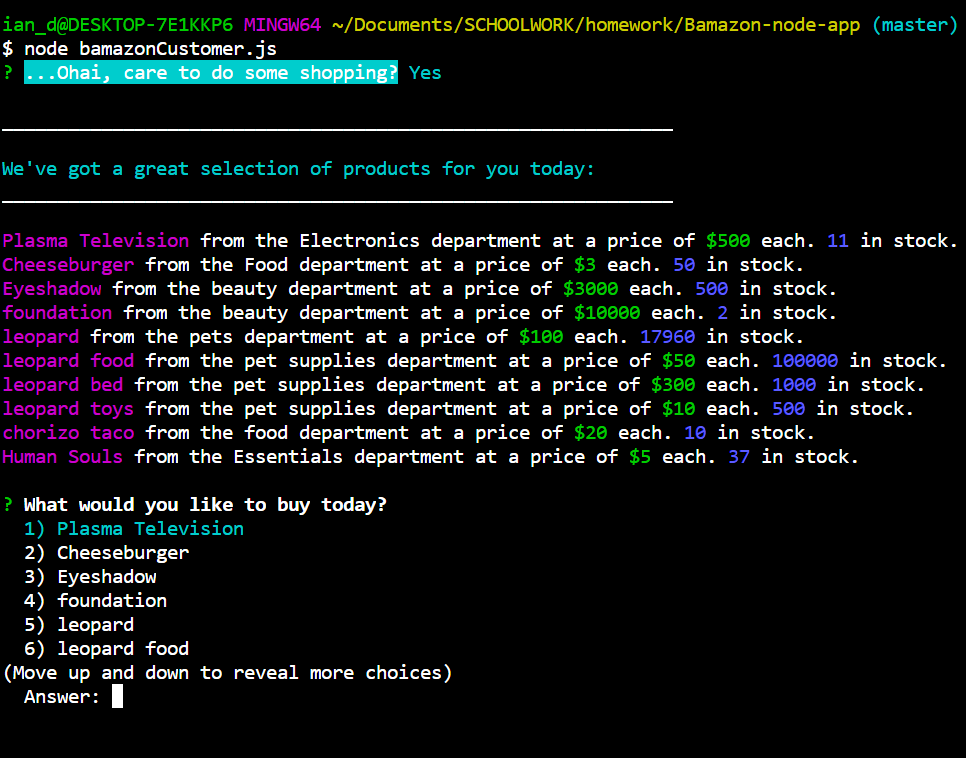 ian_d@DESKTOP-7E1KKP6 MINGW64 ~/Documents/SCHOOLWORK/homework/Bamazon-node-app (master)
$ node bamazonCustomer.js
? ...Ohai, care to do some shopping? Yes
We've got a great selection of products for you today:
Plasma Television from the Electronics department at a price of $500 each. 11 in stock.
Cheeseburger from the Food department at a price of $3 each. 50 in stock.
Eyeshadow from the beauty department at a price of $3000 each. 500 in stock.
foundation from the beauty department at a price of $10000 each. 2 in stock.
leopard from the pets department at a price of $100 each. 17960 in stock.
leopard food from the pet supplies department at a price of $50 each. 100000 in stock.
leopard bed from the pet supplies department at a price of $300 each. 1000 in stock.
leopard toys from the pet supplies department at a price of $10 each. 500 in stock.
chorizo taco from the food department at a price of $20 each. 10 in stock.
Human Souls from the Essentials department at a price of $5 each. 37 in stock.
? What would you like to buy today?
1) Plasma Television
2) Cheeseburger
3) Eyeshadow
4) foundation
5) leopard
6) leopard food
(Move up and down to reveal more choices)
Answer: